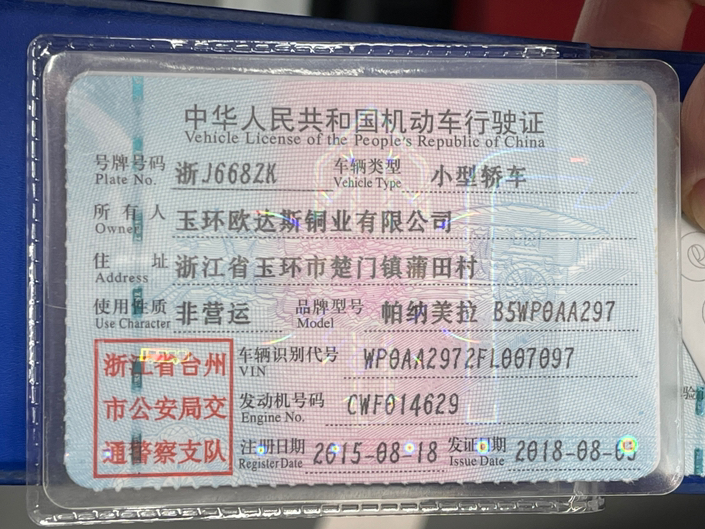 中华人民共和国机动车行驶证
Vehicle License of the People's Republic of China
号牌号码 浙J668ZK 车辆类型 小型轿车
Plate No. Vehicle Type
所有人 玉环欧达斯铜业有限公司
Owner
住址 浙江省玉环市楚门镇蒲田村
Address
使用性质 非营运 品牌型号 帕纳美拉 B5WP0AA297
Use Character Model
浙江省台州
市公安局交
通警察支队
车辆识别代号 WP0AA2972FL007097
VIN
发动机号码 CWF014629
Engine No.
注册日期 2015-08-18 发证日期 2018-08-0
Register Date Issue Date
验